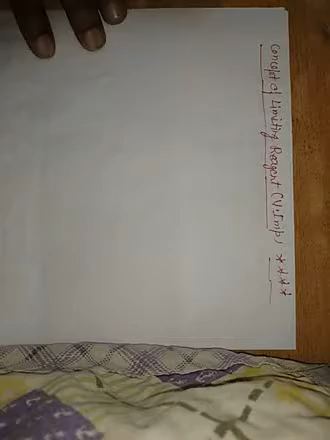 Concept of Limiting Reagent (V.Imp) ****